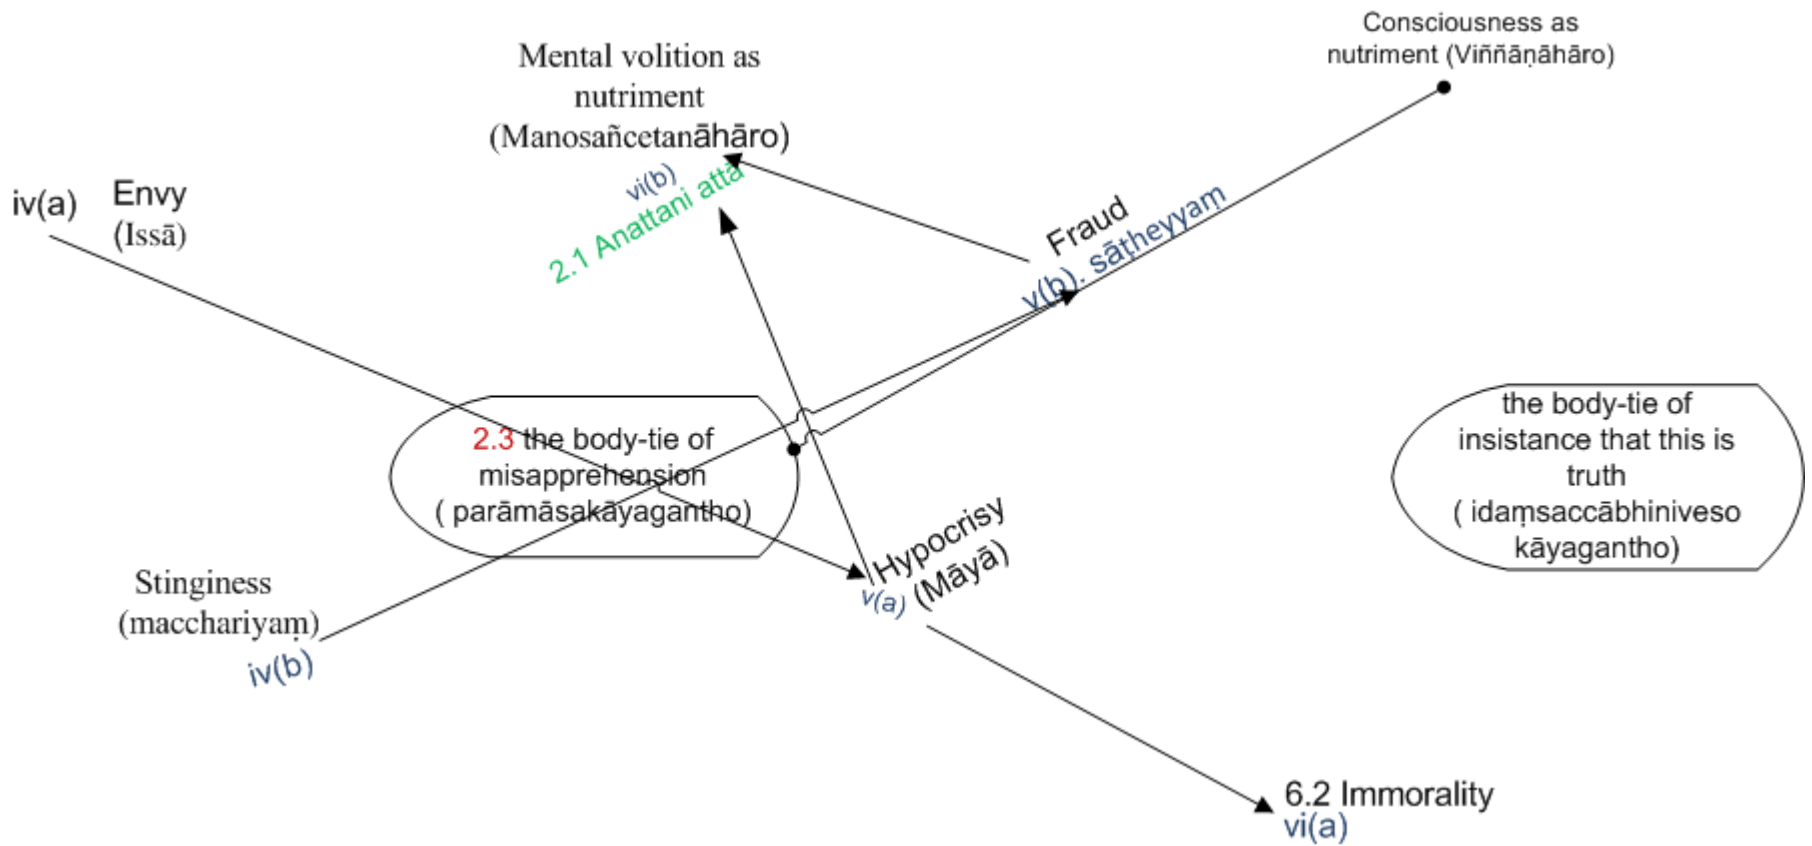 Consciousness as
nutriment (Viññāṇāhāro)
Mental volition as
nutriment
(Manosañcetanāhāro)
vi(b)
2.1 Anattani attā
iv(a)
Envy
(Issā)
Fraud
v(b). sāṭheyyaṃ
2.3 the body-tie of
misapprehension
( parāmāsakāyagantho)
the body-tie of
insistance that this is
truth
( idaṃsaccābhiniveso
kāyagantho)
Hypocrisy
v(a) (Māyā)
Stinginess
(macchariyaṃ)
iv(b)
6.2 Immorality
vi(a)